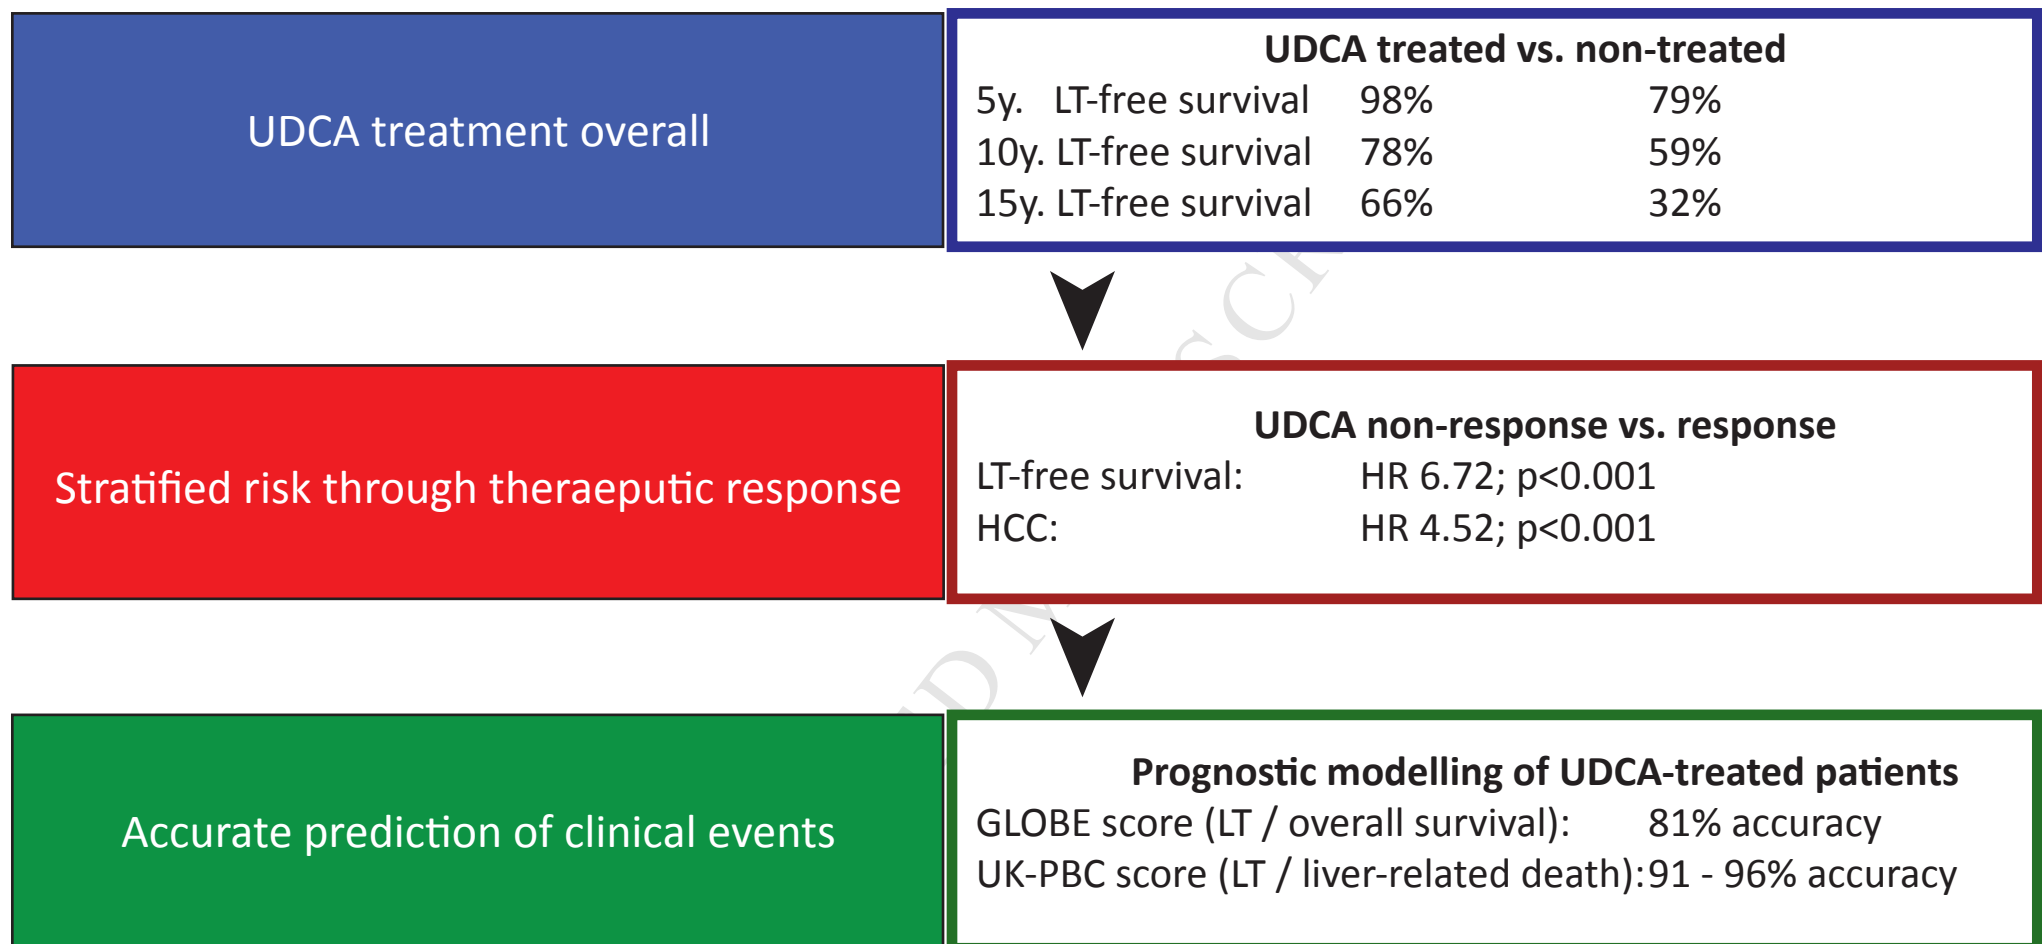 UDCA treatment overall
UDCA treated vs. non-treated
5y. LT-free survival 98% 79%
10y. LT-free survival 78% 59%
15y. LT-free survival 66% 32%
Stratified risk through theraeputic response
UDCA non-response vs. response
LT-free survival: HR 6.72; p<0.001
HCC: HR 4.52; p<0.001
Accurate prediction of clinical events
Prognostic modelling of UDCA-treated patients
GLOBE score (LT / overall survival): 81% accuracy
UK-PBC score (LT / liver-related death): 91 - 96% accuracy